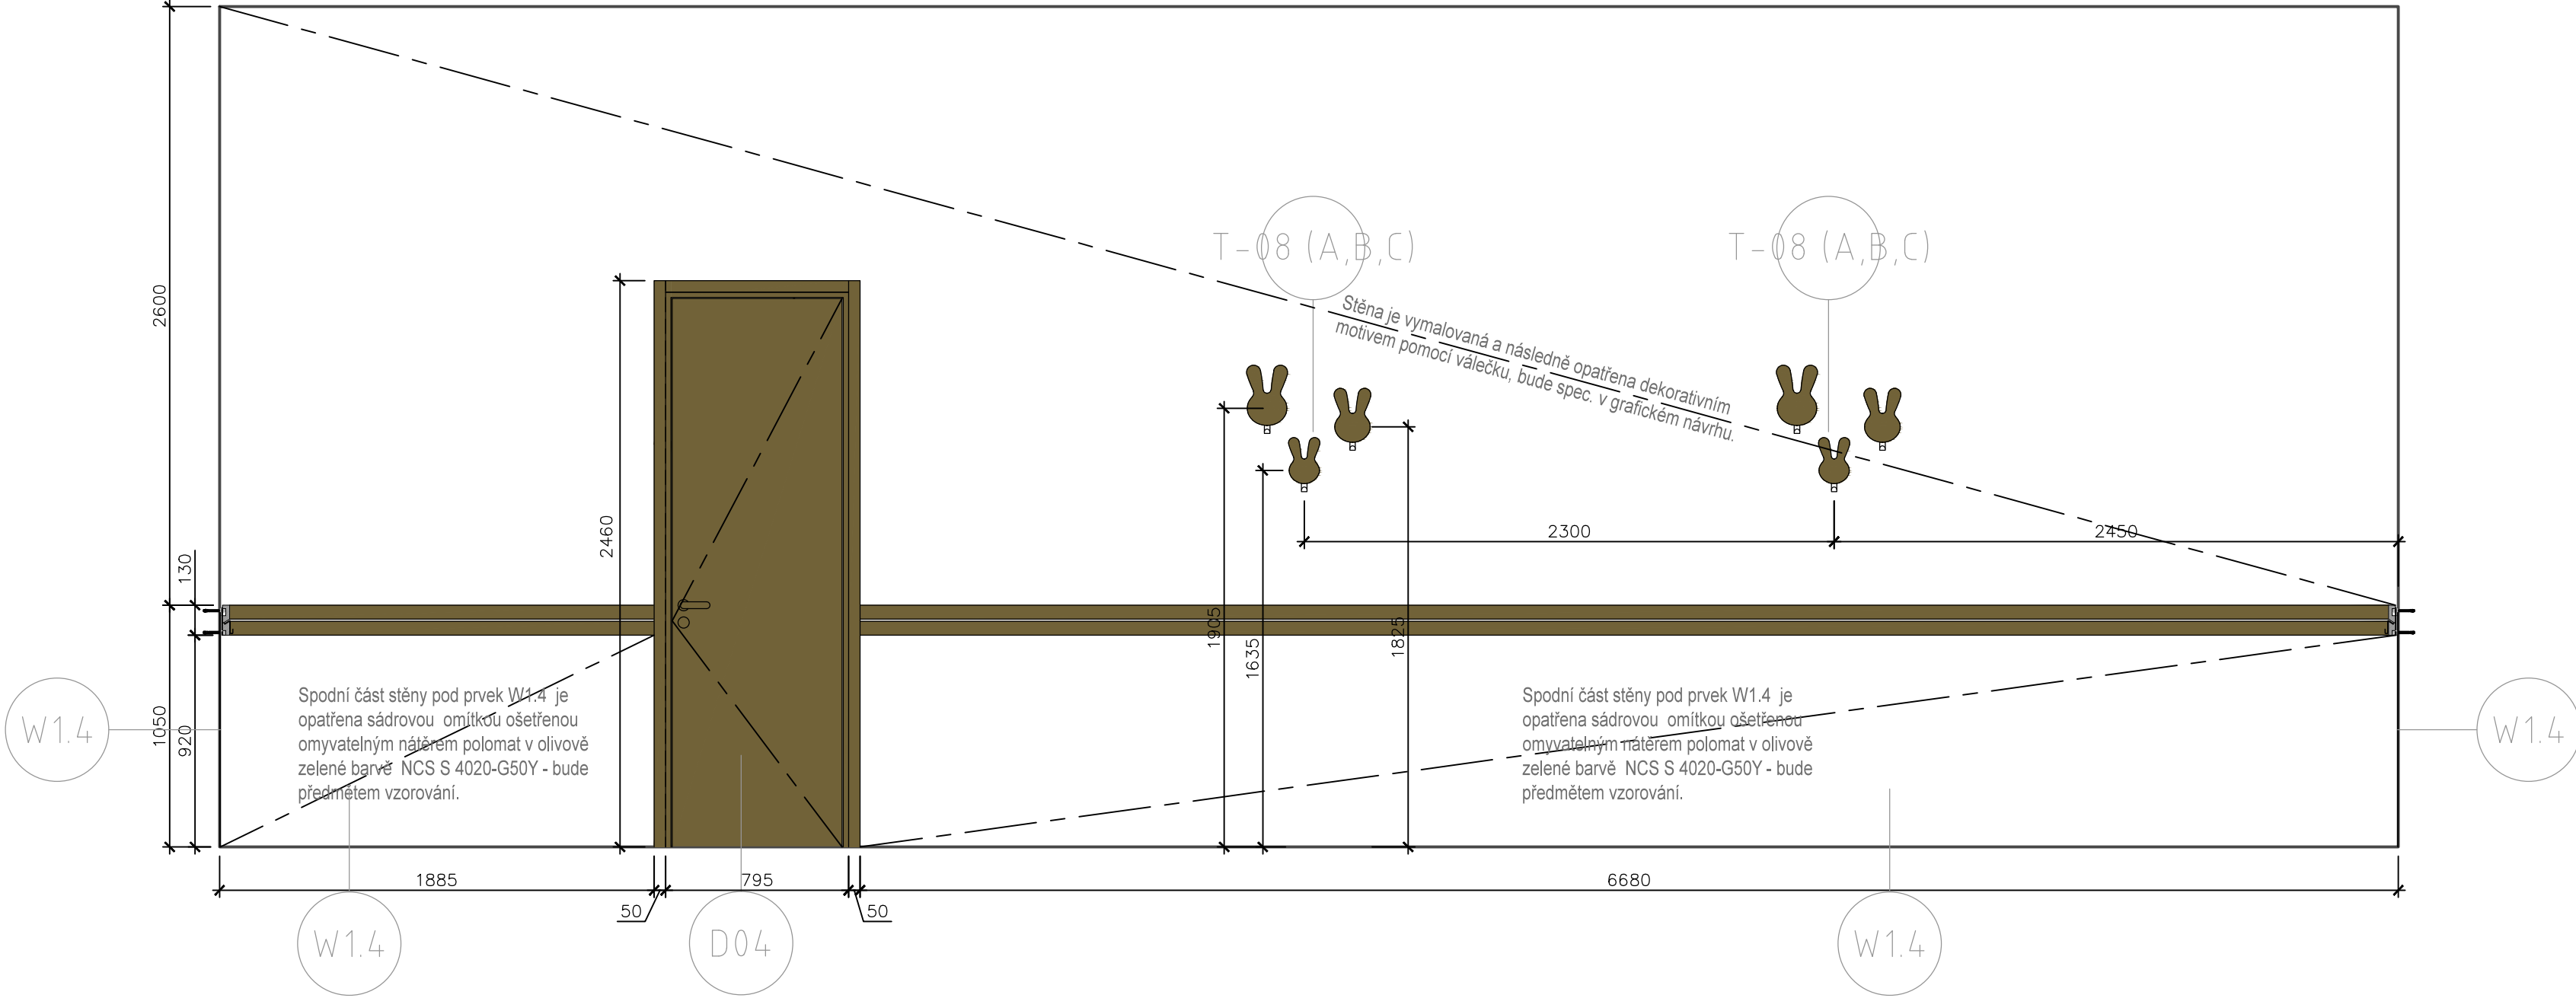 T-08 (A,B,C)
T-08 (A,B,C)
Stěna je vymalovaná a následně opatřena dekorativním
motivem pomocí válečku, bude spec. v grafickém návrhu.
2600
2460
130
1050
920
2300
2450
1905
1635
1825
W1.4
Spodní část stěny pod prvek W1.4 je
opatřena sádrovou omítkou ošetřenou
omyvatelným nátěrem polomat v olivově
zelené barvě NCS S 4020-G50Y - bude
předmětem vzorování.
Spodní část stěny pod prvek W1.4 je
opatřena sádrovou omítkou ošetřenou
omyvatelným nátěrem polomat v olivově
zelené barvě NCS S 4020-G50Y - bude
předmětem vzorování.
W1.4
1885
795
6680
50
50
W1.4
D04
W1.4